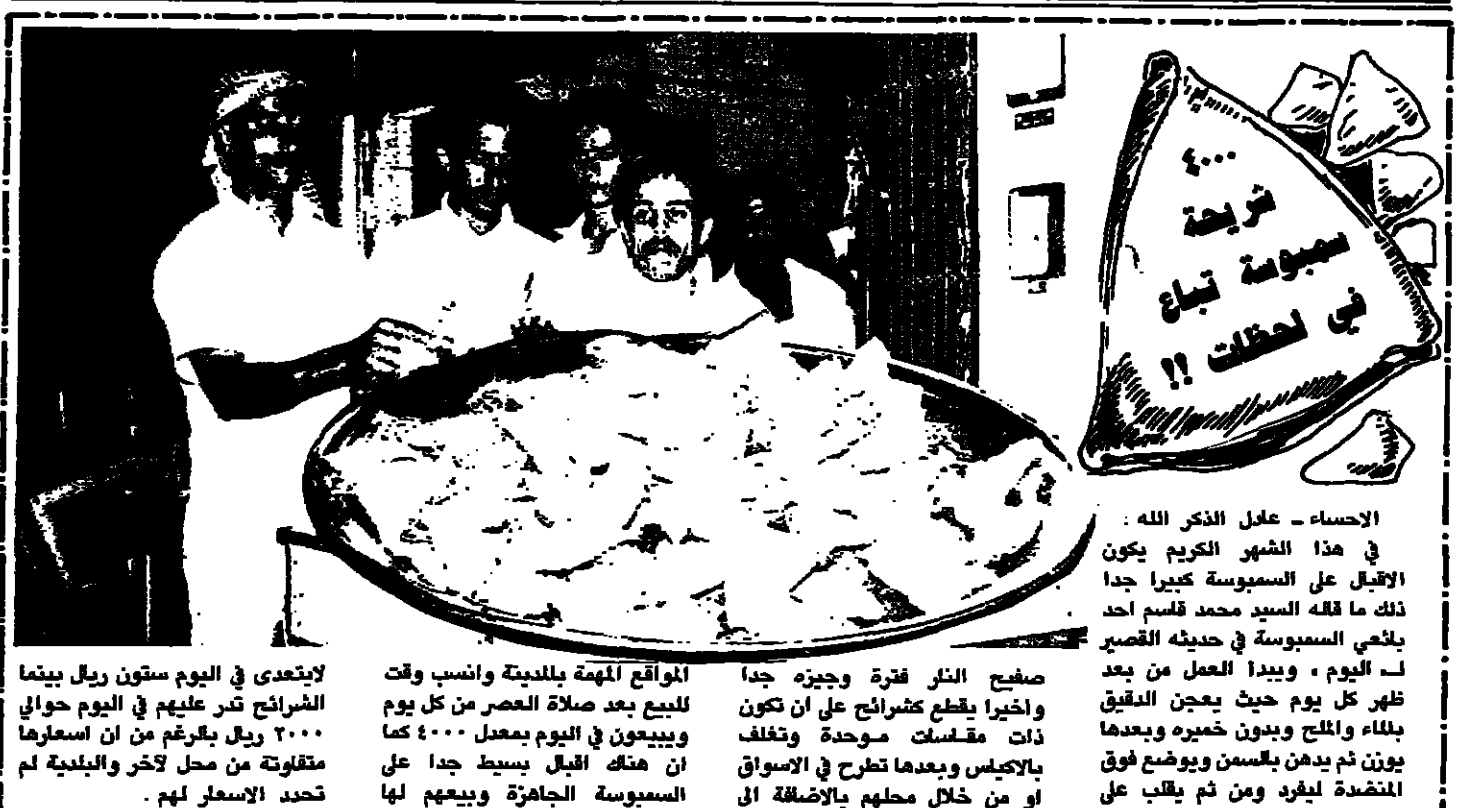 ٤٠٠٠
شريحة
سمبوسة تباع
في لحظات !!
الاحساء ــ عادل الذكر الله :
في هذا الشهر الكريم يكون
الاقبال على السمبوسة كبيرا جدا
ذلك ما قاله السيد محمد قاسم احد
بائعي السمبوسة في حديثه القصير
لــ اليوم ، ويبدأ العمل من بعد
ظهر كل يوم حيث يعجن الدقيق
بالماء والملح وبدون خميره وبعدها
يوزن ثم يدهن بالسمن ويوضع فوق
المنضدة ليفرد ومن ثم يقلب على
صفيح النار فترة وجيزه جدا
واخيرا يقطع كشرائح على ان تكون
ذات مقاسات موحدة وتغلف
بالاكياس وبعدها تطرح في الاسواق
او من خلال محلهم بالاضافة الى
المواقع المهمة بالمدينة وانسب وقت
للبيع بعد صلاة العصر من كل يوم
ويبيعون في اليوم بمعدل ٤٠٠٠ كما
ان هناك اقبال بسيط جدا على
السمبوسة الجاهزة وبيعهم لها
لايتعدى في اليوم ستون ريال بينما
الشرائح تدر عليهم في اليوم حوالي
٢٠٠٠ ريال بالرغم من ان اسعارها
متفاوتة من محل لآخر والبلدية لم
تحدد الاسعار لهم .